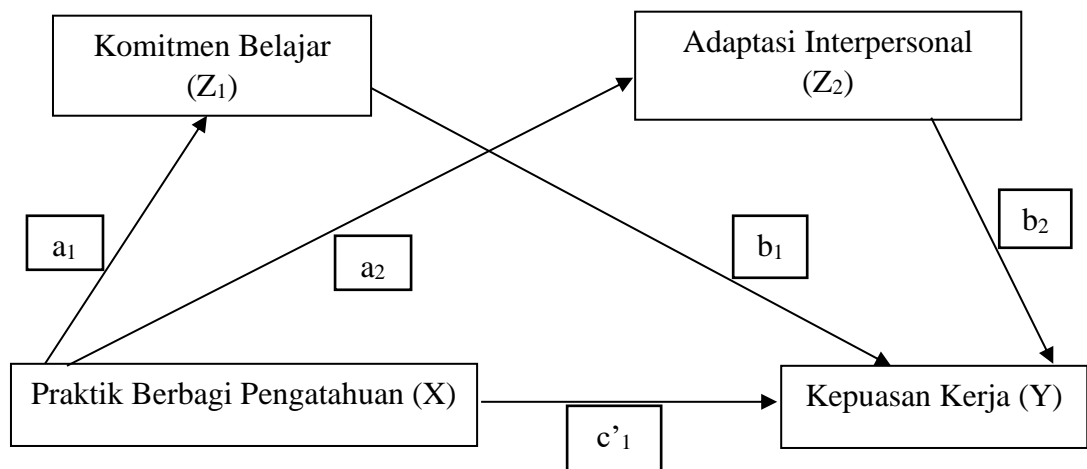 Komitmen Belajar
(Z₁)
Adaptasi Interpersonal
(Z₂)
a₁
a₂
b₁
b₂
Praktik Berbagi Pengatahuan (X)
Kepuasan Kerja (Y)
c’₁